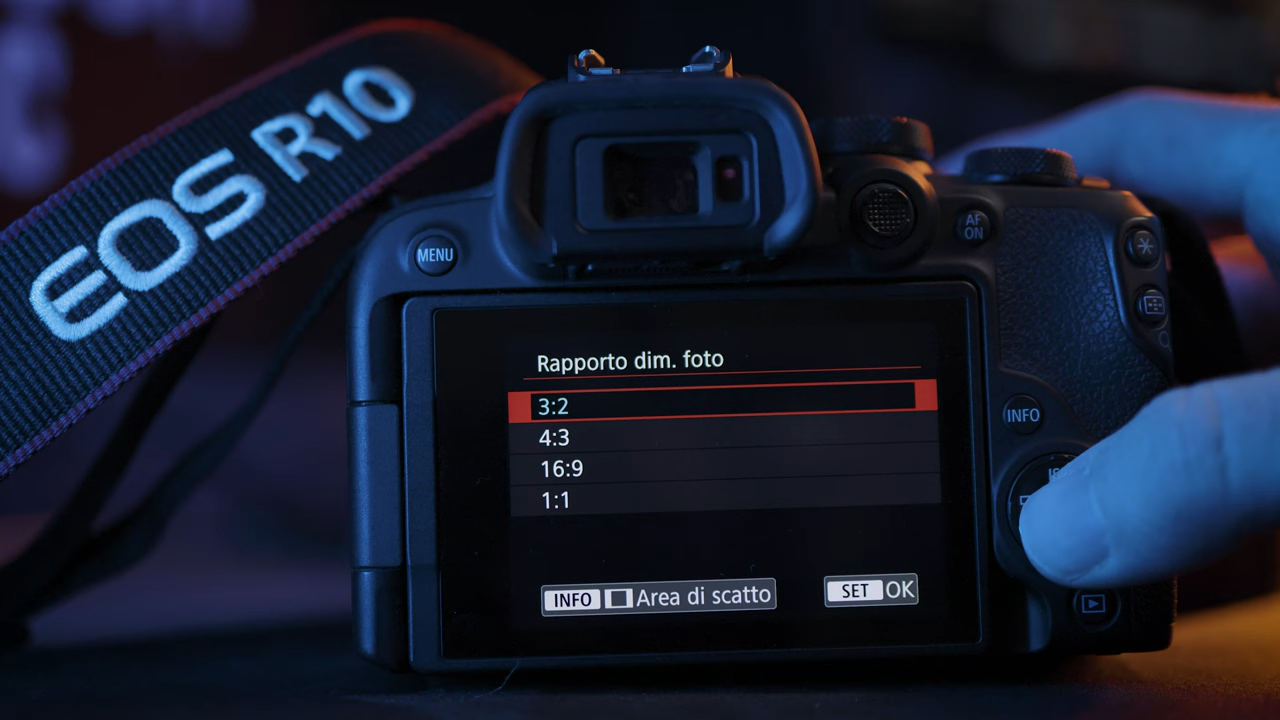 EOS R10
MENU
AF
ON
Rapporto dim. foto
3:2
4:3
16:9
1:1
INFO Area di scatto
SET OK
INFO